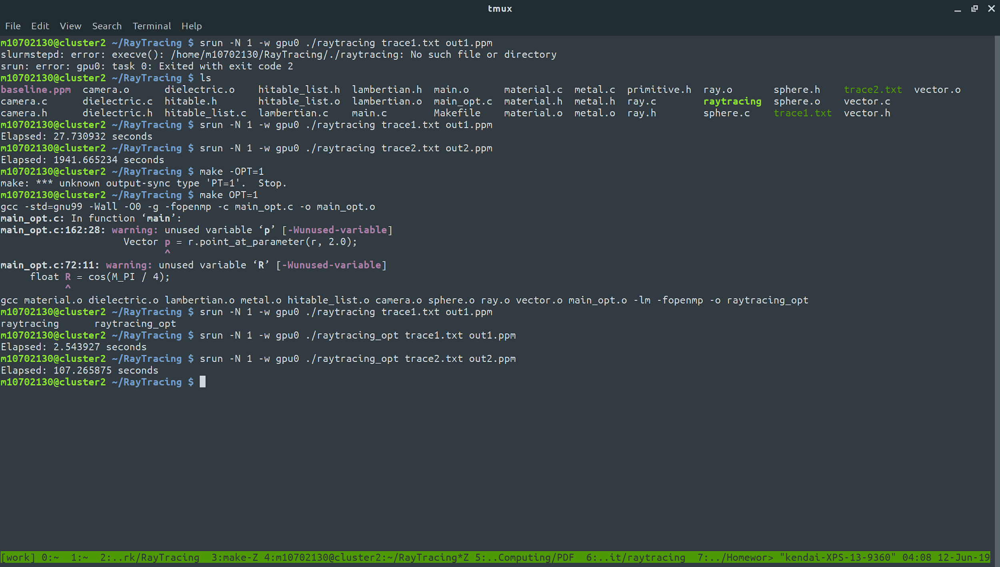 tmux
File Edit View Search Terminal Help
m10702130@cluster2 ~/RayTracing $ srun -N 1 -w gpu0 ./raytracing trace1.txt out1.ppm
slurmstepd: error: execve(): /home/m10702130/RayTracing/./raytracing: No such file or directory
srun: error: gpu0: task 0: Exited with exit code 2
m10702130@cluster2 ~/RayTracing $ ls
baseline.ppm  camera.o      dielectric.o  hitable_list.h  lambertian.h  main.o      material.c  metal.c  primitive.h  ray.o       sphere.h    trace2.txt  vector.o
camera.c      dielectric.c  hitable.h     hitable_list.o  lambertian.o  main_opt.c  material.h  metal.h  ray.c        raytracing  sphere.o    vector.c
camera.h      dielectric.h  hitable_list.c  lambertian.c  main.c        Makefile    material.o  metal.o  ray.h        sphere.c    trace1.txt  vector.h
m10702130@cluster2 ~/RayTracing $ srun -N 1 -w gpu0 ./raytracing trace1.txt out1.ppm
Elapsed: 27.730932 seconds
m10702130@cluster2 ~/RayTracing $ srun -N 1 -w gpu0 ./raytracing trace2.txt out2.ppm
Elapsed: 1941.665234 seconds
m10702130@cluster2 ~/RayTracing $ make -OPT=1
make: *** unknown output-sync type 'PT=1'.  Stop.
m10702130@cluster2 ~/RayTracing $ make OPT=1
gcc -std=gnu99 -Wall -O0 -g -fopenmp -c main_opt.c -o main_opt.o
main_opt.c: In function ‘main’:
main_opt.c:162:28: warning: unused variable ‘p’ [-Wunused-variable]
                     Vector p = r.point_at_parameter(r, 2.0);
                            ^
main_opt.c:72:11: warning: unused variable ‘R’ [-Wunused-variable]
     float R = cos(M_PI / 4);
           ^
gcc material.o dielectric.o lambertian.o metal.o hitable_list.o camera.o sphere.o ray.o vector.o main_opt.o -lm -fopenmp -o raytracing_opt
m10702130@cluster2 ~/RayTracing $ srun -N 1 -w gpu0 ./raytracing trace1.txt out1.ppm
raytracing      raytracing_opt
m10702130@cluster2 ~/RayTracing $ srun -N 1 -w gpu0 ./raytracing_opt trace1.txt out1.ppm
Elapsed: 2.543927 seconds
m10702130@cluster2 ~/RayTracing $ srun -N 1 -w gpu0 ./raytracing_opt trace2.txt out2.ppm
Elapsed: 107.265875 seconds
m10702130@cluster2 ~/RayTracing $
[work] 0:~  1:~  2:..rk/RayTracing  3:make-Z 4:m10702130@cluster2:~/RayTracing*Z 5:..Computing/PDF  6:..it/raytracing  7:../Homewor> "kendai-XPS-13-9360" 04:08 12-Jun-19